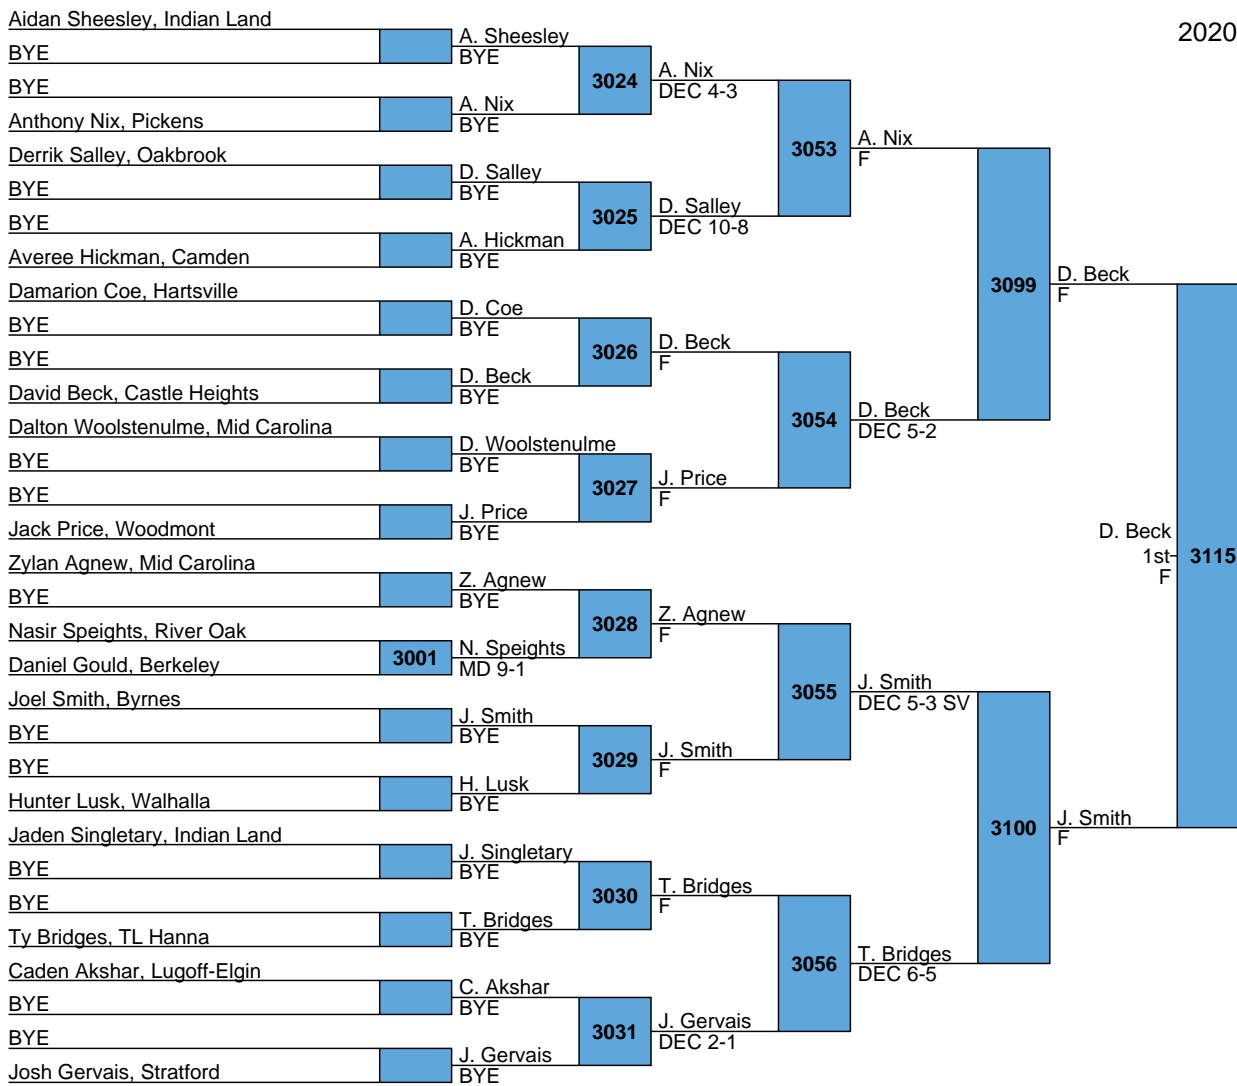 Aidan Sheesley, Indian Land
BYE
BYE
Anthony Nix, Pickens
Derrik Salley, Oakbrook
BYE
BYE
Averee Hickman, Camden
Damarion Coe, Hartsville
BYE
BYE
David Beck, Castle Heights
Dalton Woolstenulme, Mid Carolina
BYE
BYE
Jack Price, Woodmont
Zylan Agnew, Mid Carolina
BYE
Nasir Speights, River Oak
Daniel Gould, Berkeley
Joel Smith, Byrnes
BYE
BYE
Hunter Lusk, Walhalla
Jaden Singletary, Indian Land
BYE
BYE
Ty Bridges, TL Hanna
Caden Akshar, Lugoff-Elgin
BYE
BYE
Josh Gervais, Stratford
3001
A. Sheesley
BYE
A. Nix
BYE
D. Salley
BYE
A. Hickman
BYE
D. Coe
BYE
D. Beck
BYE
D. Woolstenulme
BYE
J. Price
BYE
Z. Agnew
BYE
N. Speights
MD 9-1
J. Smith
BYE
H. Lusk
BYE
J. Singletary
BYE
T. Bridges
BYE
C. Akshar
BYE
J. Gervais
BYE
3024
3025
3026
3027
3028
3029
3030
3031
A. Nix
DEC 4-3
D. Salley
DEC 10-8
D. Beck
F
J. Price
F
Z. Agnew
F
J. Smith
F
T. Bridges
F
J. Gervais
DEC 2-1
3053
3054
3055
3056
A. Nix
F
D. Beck
DEC 5-2
J. Smith
DEC 5-3 SV
T. Bridges
DEC 6-5
3099
3100
D. Beck
F
J. Smith
F
D. Beck
1st
F
3115
2020